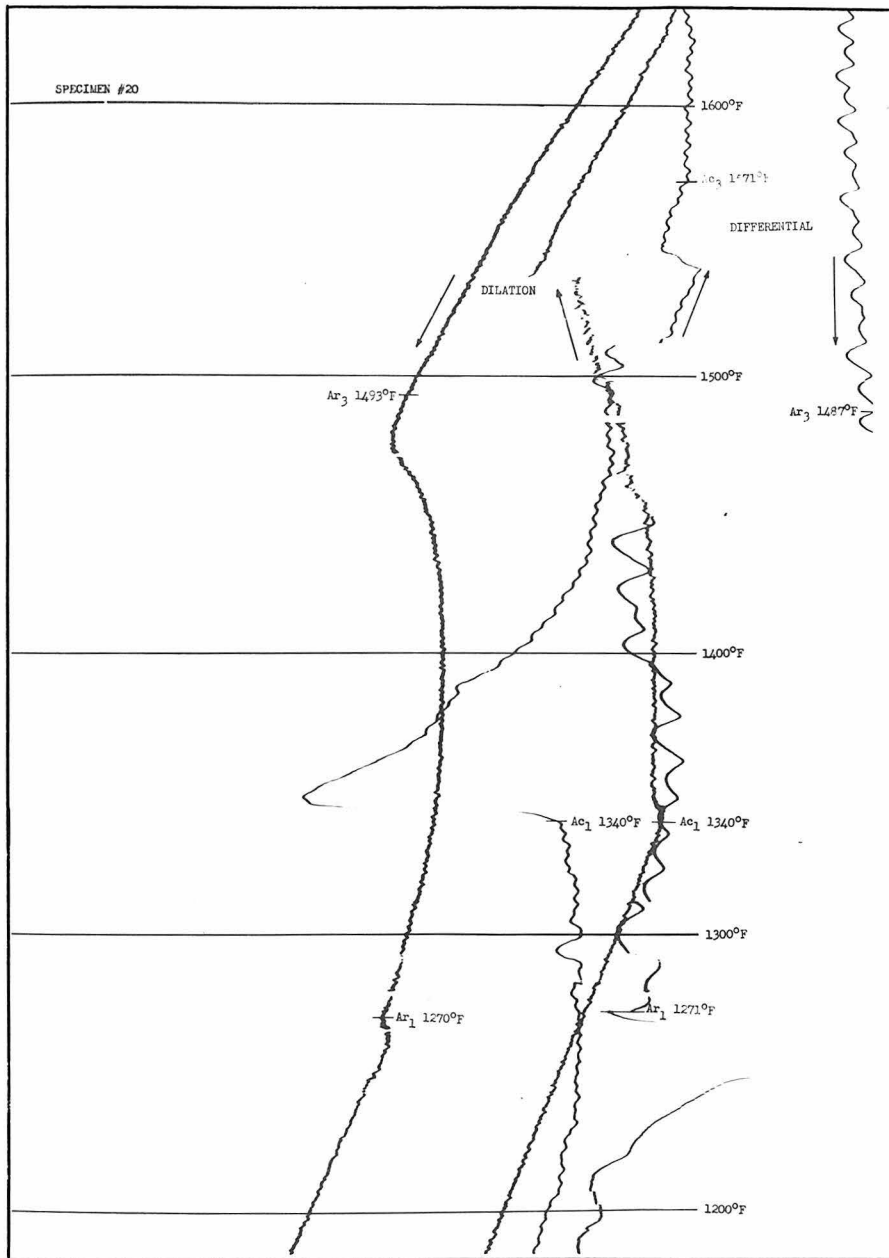 SPECIMEN #20
1600°F
Ac3
DIFFERENTIAL
DILATION
1500°F
Ar3 1493°F
Ar3 1487°F
1400°F
Ac1 1340°F
Ac1 1340°F
1300°F
Ar1 1270°F
Ar1 1271°F
1200°F